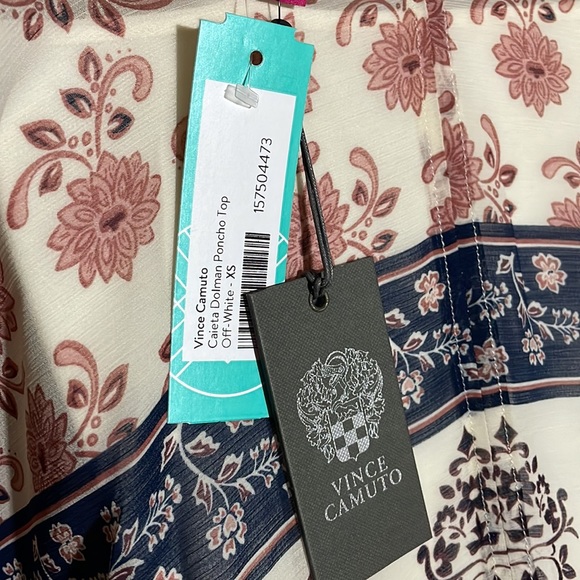 Vince Camuto
Caieta Dolman Poncho Top
Off-White - XS
157504473
VINCE
CAMUTO